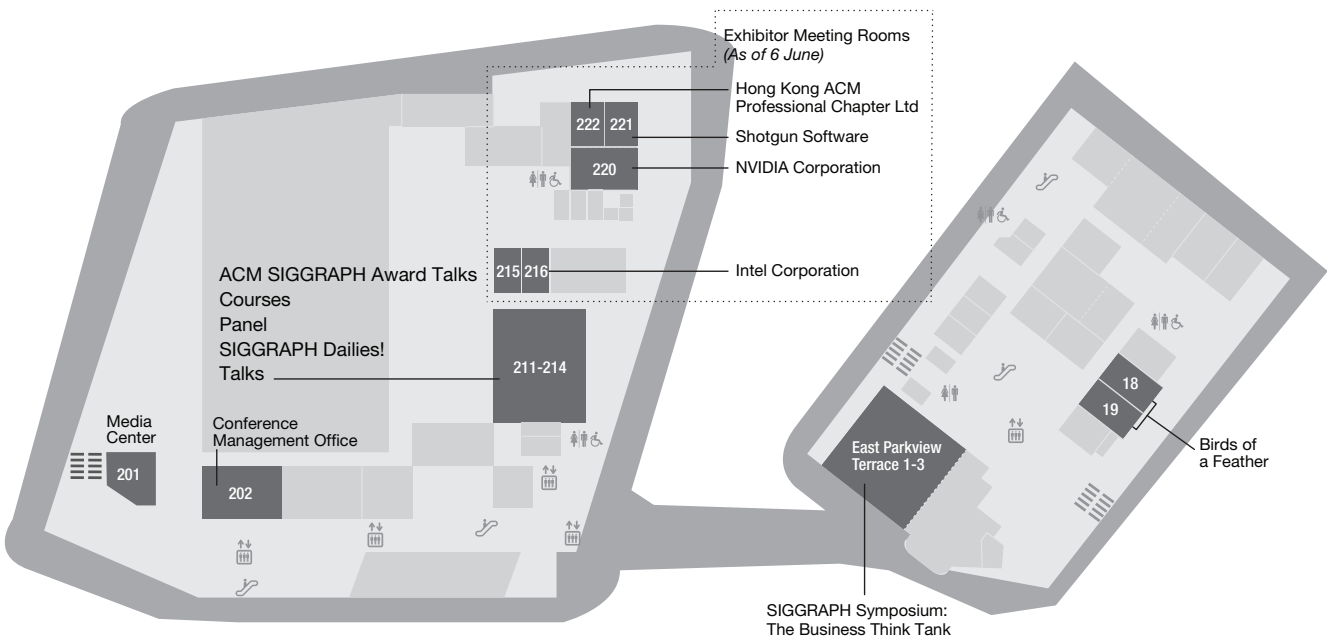 Exhibitor Meeting Rooms
(As of 6 June)
Hong Kong ACM
Professional Chapter Ltd
222
221
Shotgun Software
220
NVIDIA Corporation
215
216
Intel Corporation
ACM SIGGRAPH Award Talks
Courses
Panel
SIGGRAPH Dailies!
Talks
211-214
Media
Center
201
Conference
Management Office
202
18
19
Birds of
a Feather
East Parkview
Terrace 1-3
SIGGRAPH Symposium:
The Business Think Tank